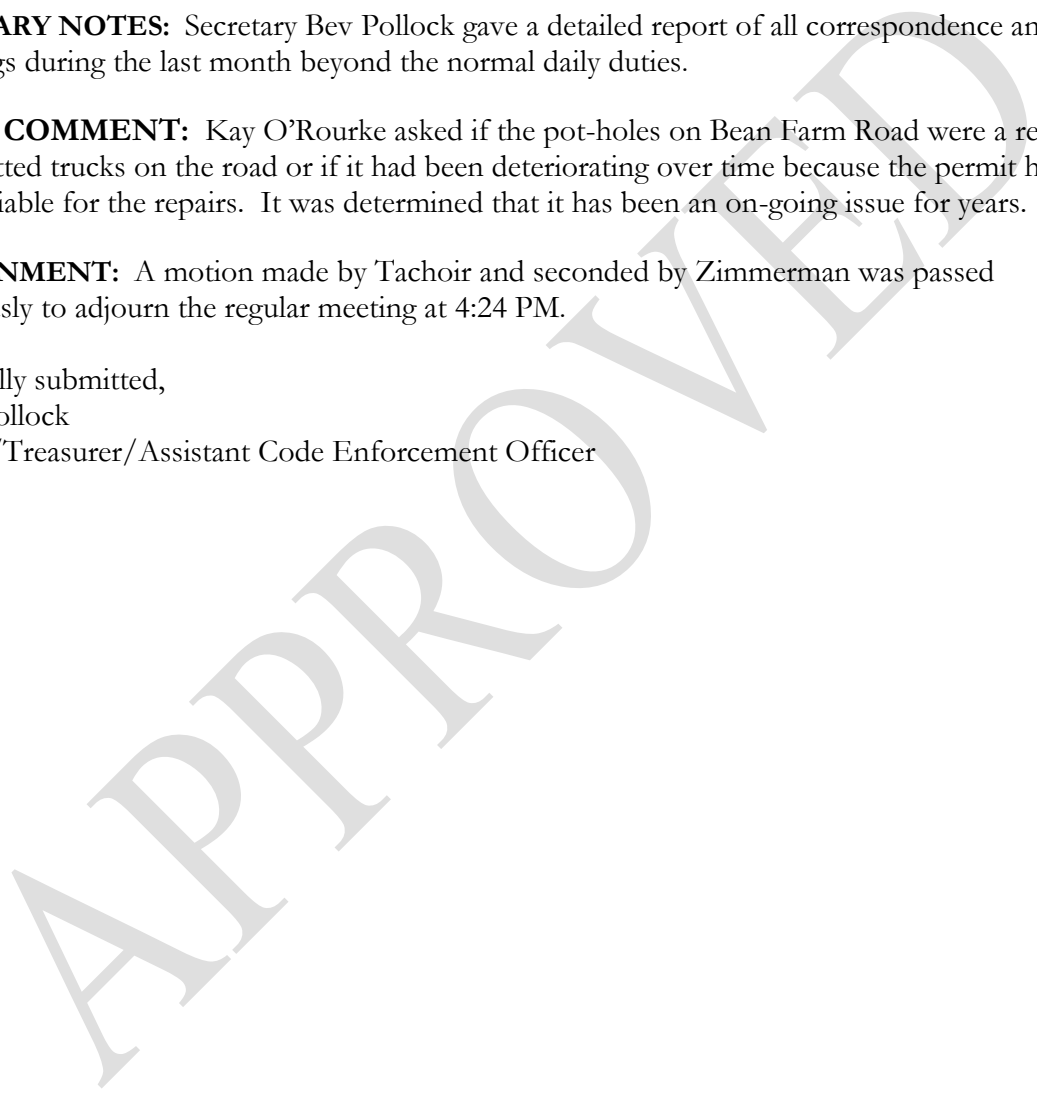 ARY NOTES: Secretary Bev Pollock gave a detailed report of all correspondence an
gs during the last month beyond the normal daily duties.
COMMENT: Kay O’Rourke asked if the pot-holes on Bean Farm Road were a re
tted trucks on the road or if it had been deteriorating over time because the permit h
iable for the repairs. It was determined that it has been an on-going issue for years.
NMENT: A motion made by Tachoir and seconded by Zimmerman was passed
sly to adjourn the regular meeting at 4:24 PM.
lly submitted,
ollock
/Treasurer/Assistant Code Enforcement Officer
APPROVED